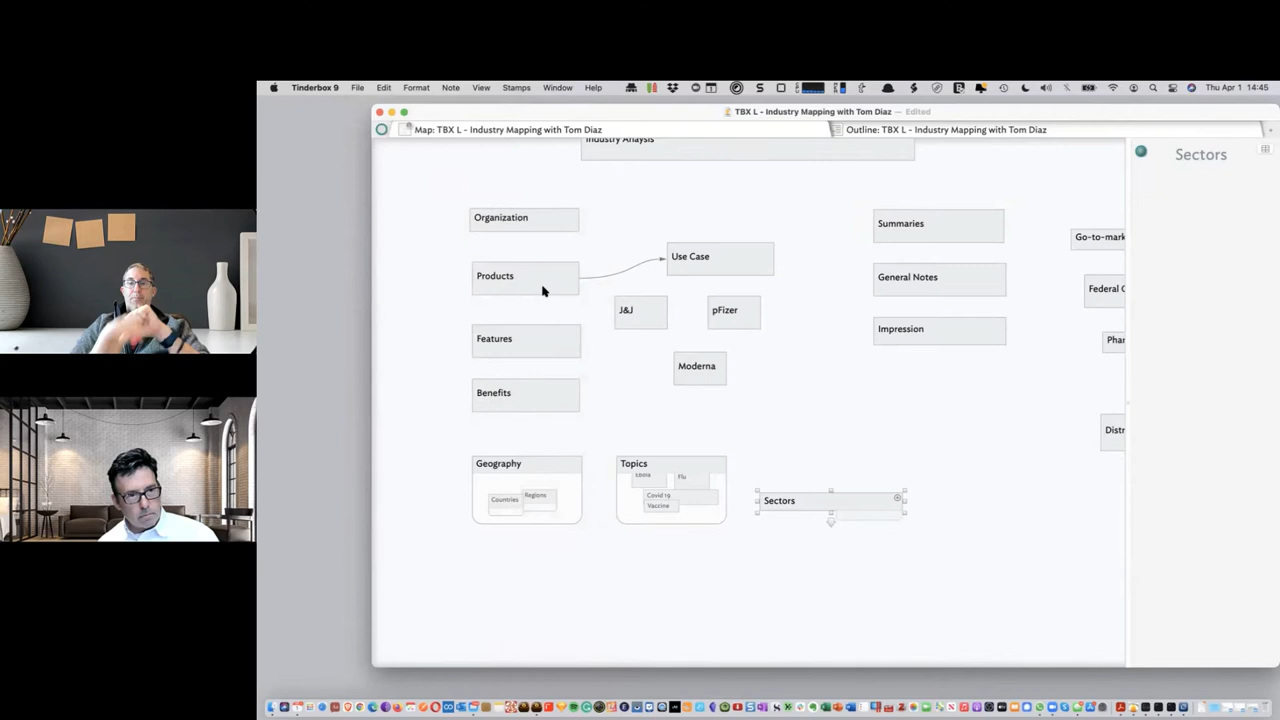 Tinderbox 9 File Edit Format Note View Stamps Window Help Thu Apr 1 14:45
TBX L - Industry Mapping with Tom Diaz — Edited
Map: TBX L - Industry Mapping with Tom Diaz
Outline: TBX L - Industry Mapping with Tom Diaz
Industry Anaysis
Sectors
Organization
Summaries
Go-to-mark
Use Case
Products
General Notes
Federal C
J&J
pFizer
Impression
Features
Phar
Moderna
Benefits
Distr
Geography
Countries
Regions
Topics
Ebola
Flu
Covid 19
Vaccine
Sectors